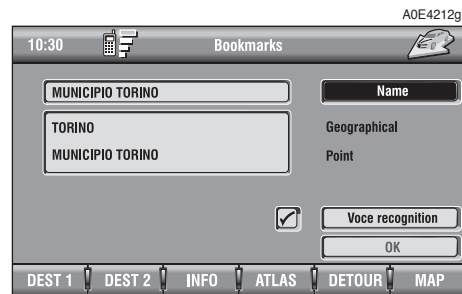 A0E4212g
10:30 Bookmarks
MUNICIPIO TORINO Name
TORINO Geographical
MUNICIPIO TORINO Point
Voce recognition
OK
DEST 1 DEST 2 INFO ATLAS DETOUR MAP